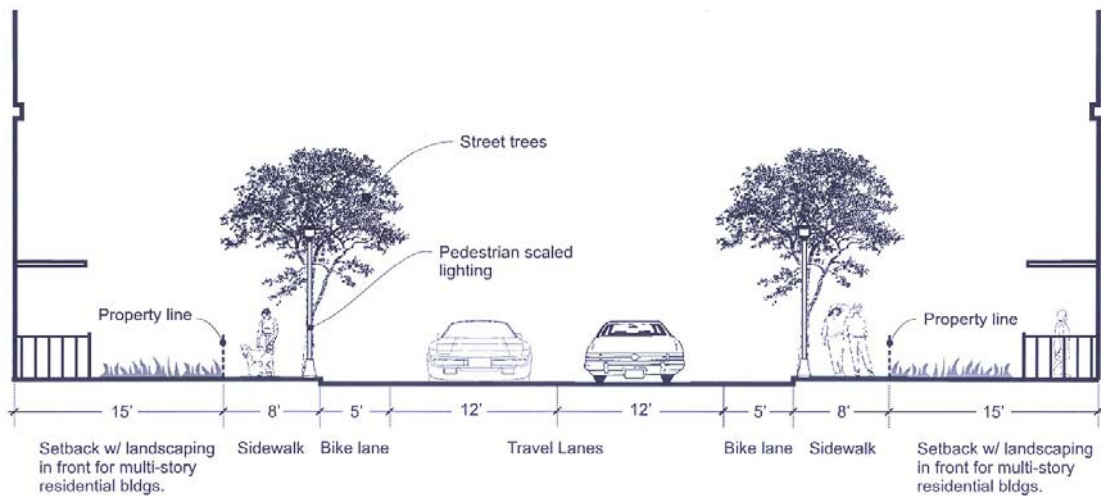 Street trees
Pedestrian scaled
lighting
Property line
Property line
15'
8'
5'
12'
12'
5'
8'
15'
Setback w/ landscaping
in front for multi-story
residential bldgs.
Sidewalk
Bike lane
Travel Lanes
Bike lane
Sidewalk
Setback w/ landscaping
in front for multi-story
residential bldgs.